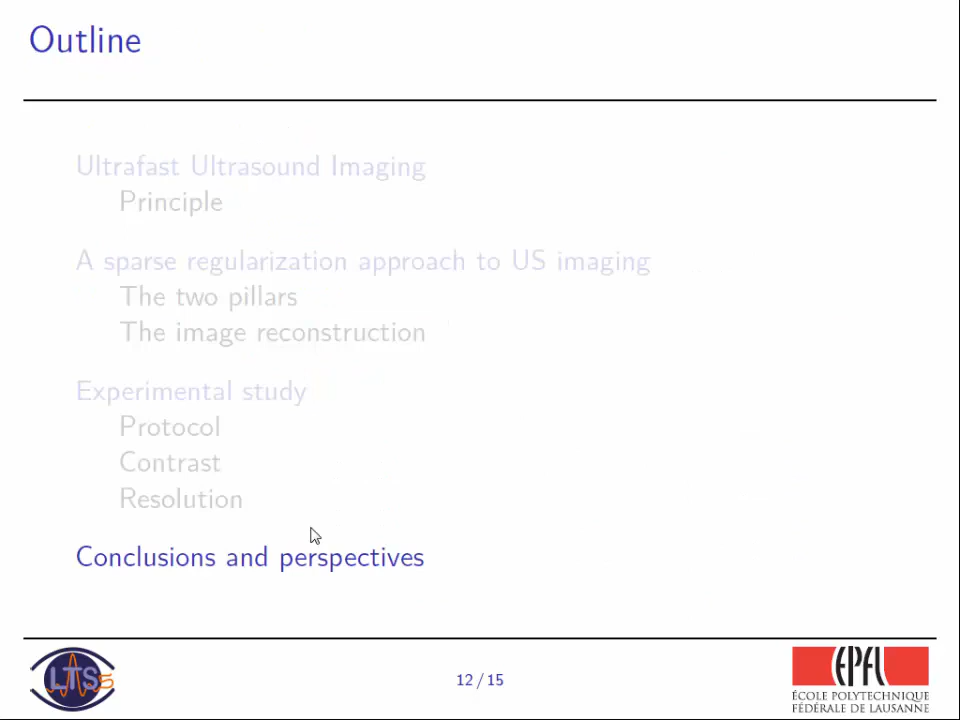 Outline
Ultrafast Ultrasound Imaging
Principle
A sparse regularization approach to US imaging
The two pillars
The image reconstruction
Experimental study
Protocol
Contrast
Resolution
Conclusions and perspectives
LTS5
12 / 15
EPFL
ÉCOLE POLYTECHNIQUE
FÉDÉRALE DE LAUSANNE